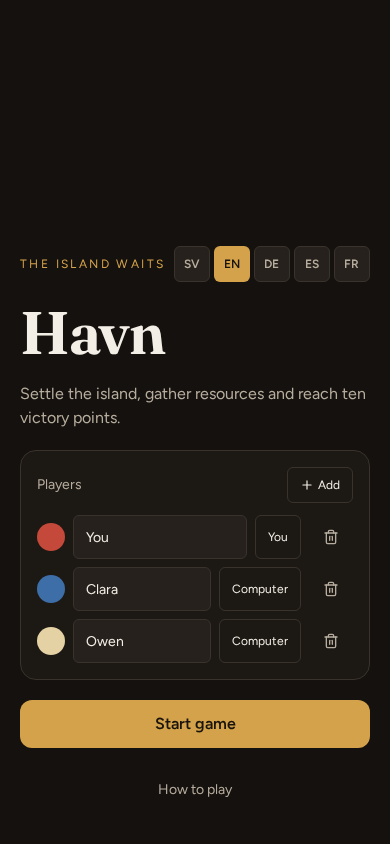 THE ISLAND WAITS SV EN DE ES FR
Havn
Settle the island, gather resources and reach ten
victory points.
Players + Add
You You
Clara Computer
Owen Computer
Start game
How to play